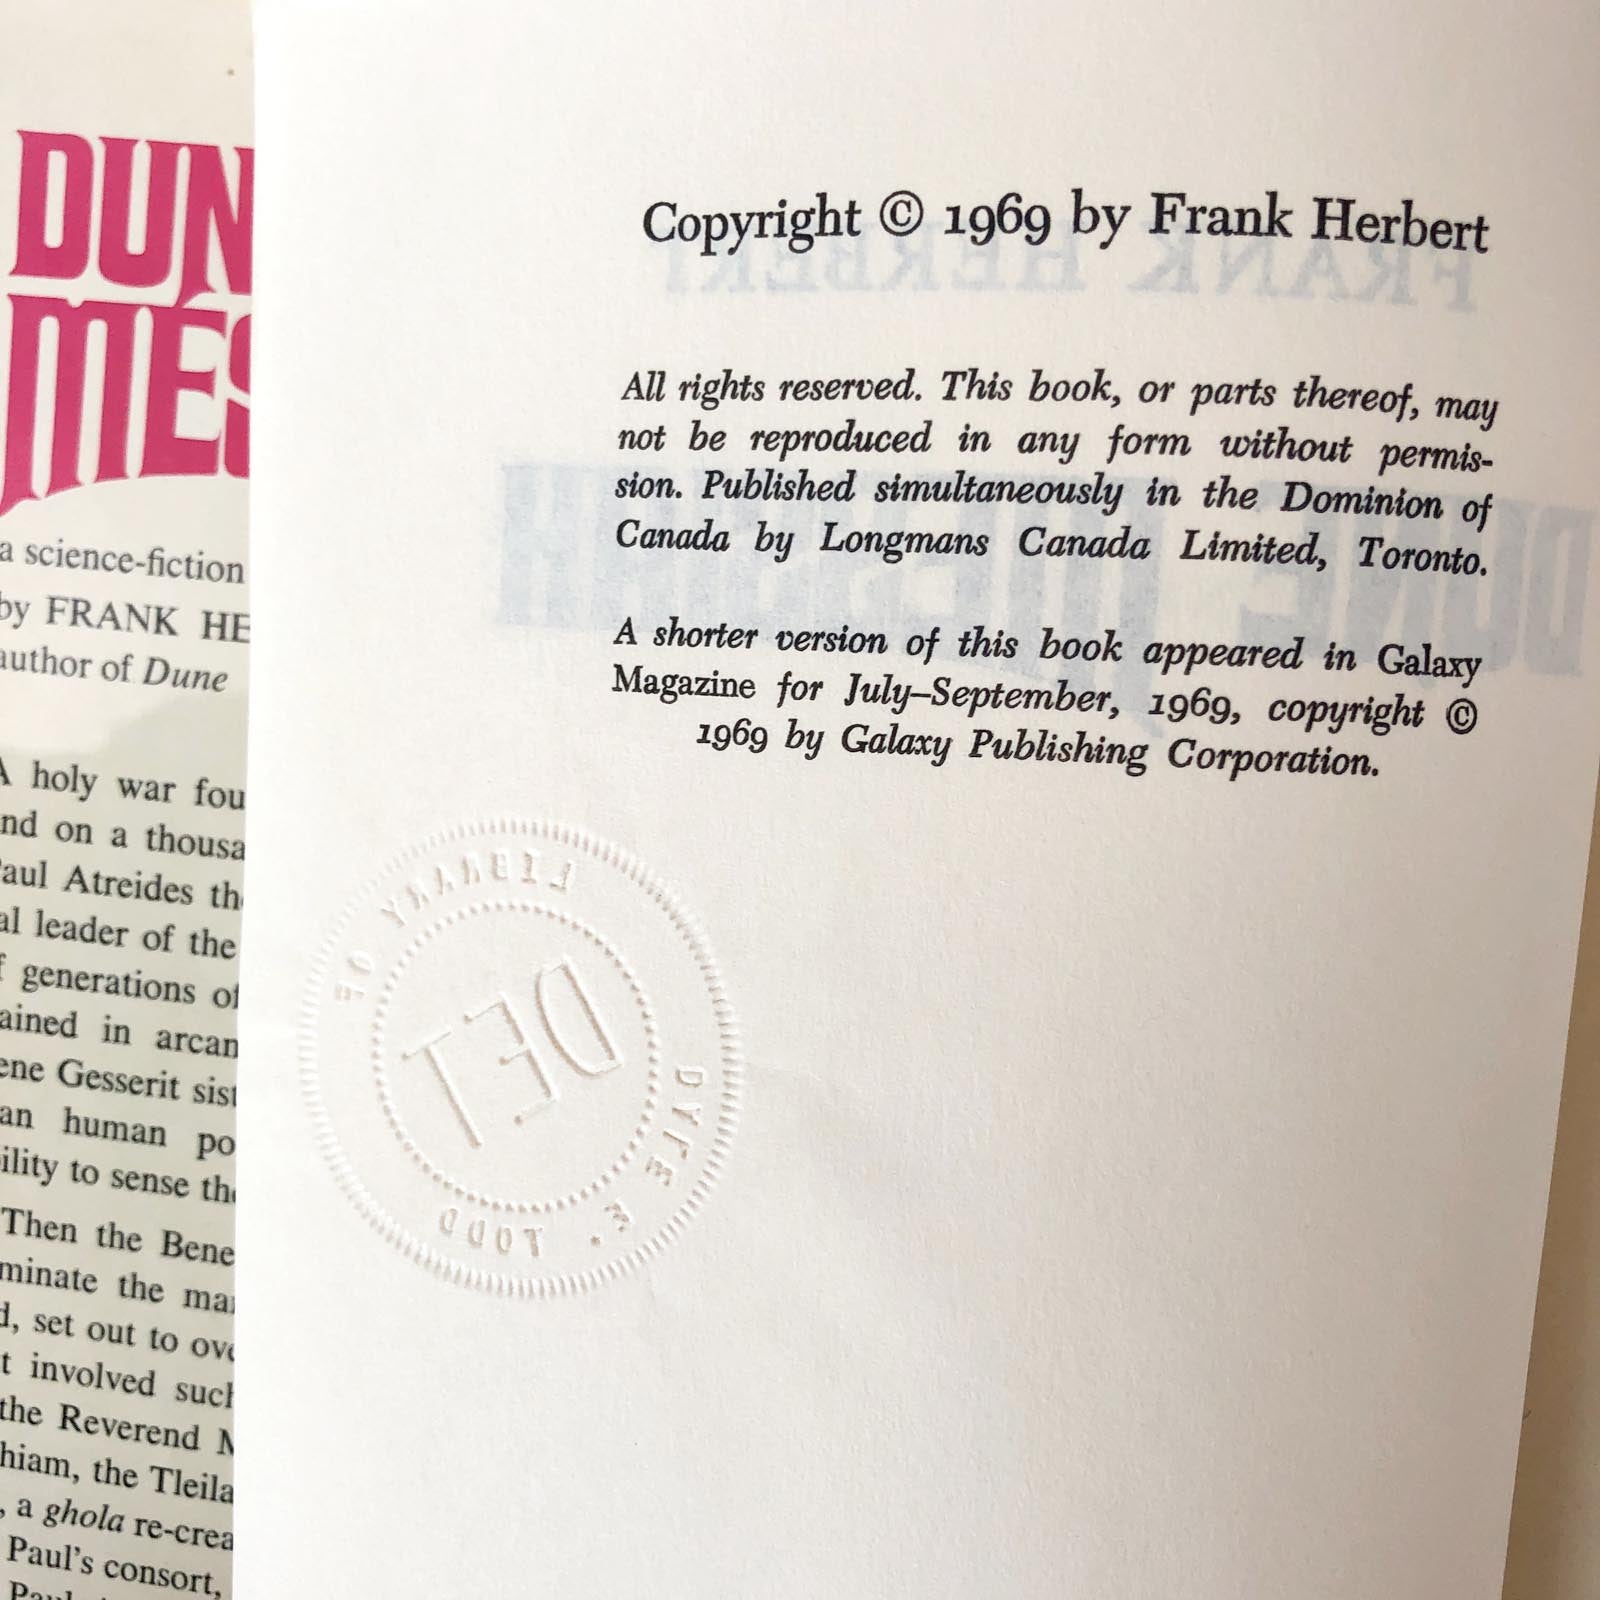 DUN
MES
a science-fiction
by FRANK HE
author of Dune
A holy war fou
nd on a thousa
Paul Atreides th
al leader of the
f generations of
ained in arcan
ene Gesserit sist
an human po
ility to sense the
Then the Bene
minate the ma
d, set out to ove
t involved such
the Reverend M
hiam, the Tleila
, a ghola re-crea
Paul's consort,
Copyright © 1969 by Frank Herbert
FRANK HERBERT
All rights reserved. This book, or parts thereof, may
not be reproduced in any form without permis-
sion. Published simultaneously in the Dominion of
Canada by Longmans Canada Limited, Toronto.
DUNE MESSIAH
A shorter version of this book appeared in Galaxy
Magazine for July–September, 1969, copyright ©
1969 by Galaxy Publishing Corporation.
LIBRARY OF
DET
E. TODD